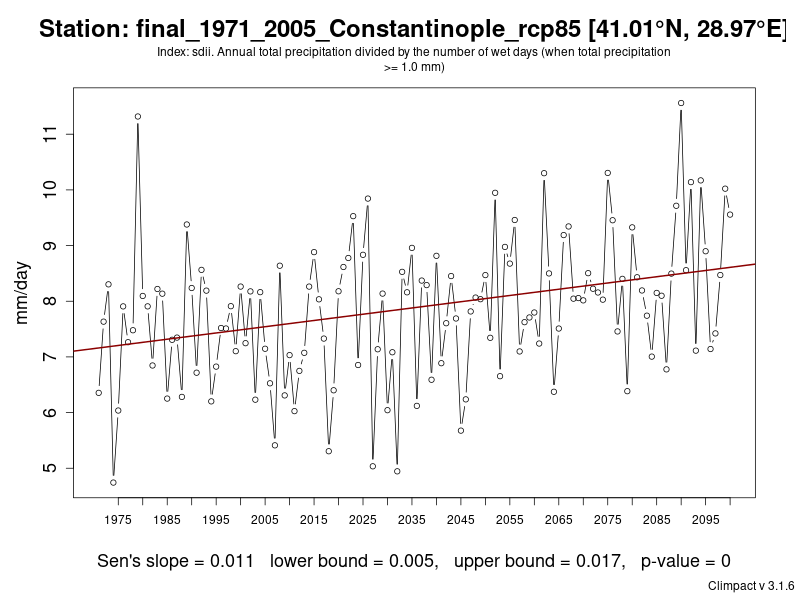 Station: final_1971_2005_Constantinople_rcp85 [41.01°N, 28.97°E]
Index: sdii. Annual total precipitation divided by the number of wet days (when total precipitation
>= 1.0 mm)
mm/day
11
10
9
8
7
6
5
1975 1985 1995 2005 2015 2025 2035 2045 2055 2065 2075 2085 2095
Sen's slope = 0.011 lower bound = 0.005, upper bound = 0.017, p-value = 0
Climpact v 3.1.6